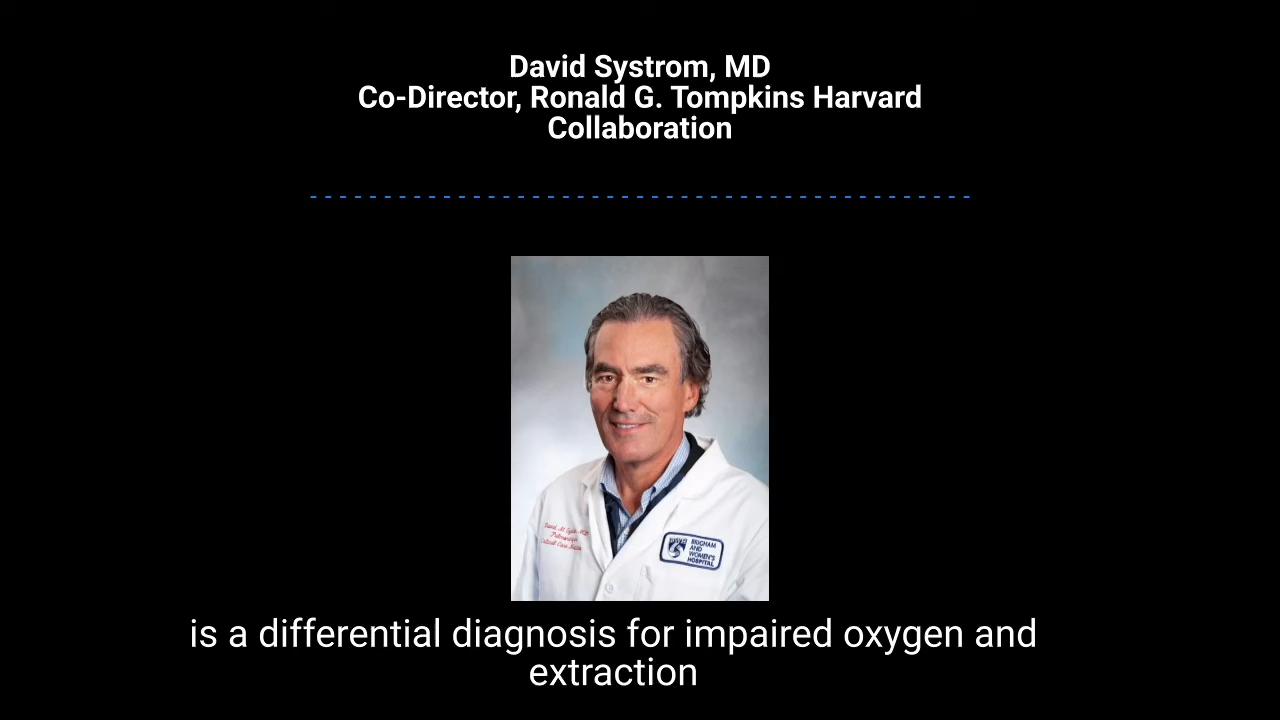 David Systrom, MD
Co-Director, Ronald G. Tompkins Harvard
Collaboration
BRIGHAM
AND
WOMEN'S
HOSPITAL
is a differential diagnosis for impaired oxygen and
extraction